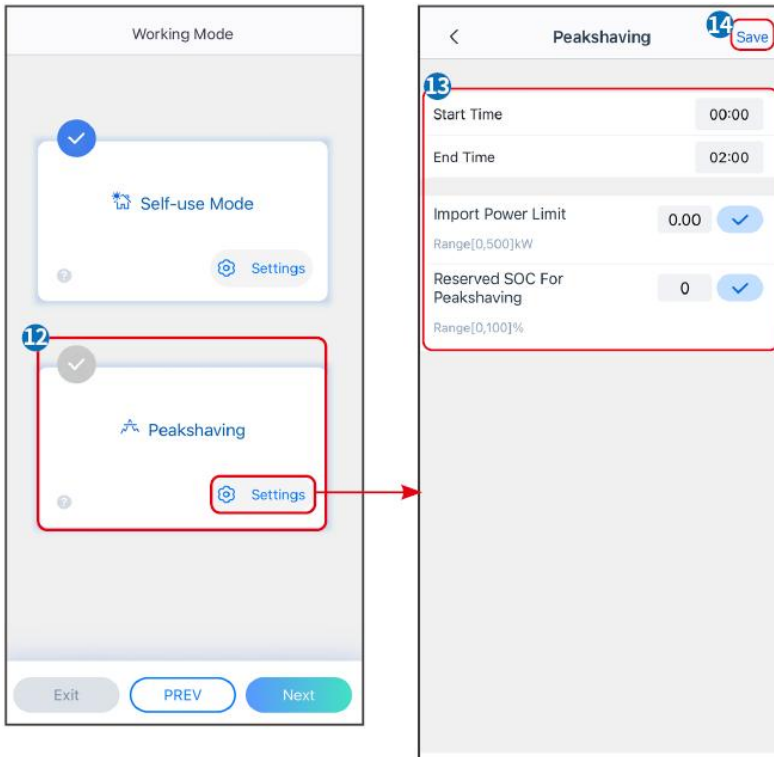 Working Mode
Self-use Mode
Settings
12
Peakshaving
Settings
Exit PREV Next
Peakshaving
14
Save
13
Start Time 00:00
End Time 02:00
Import Power Limit 0.00
Range[0,500]kW
Reserved SOC For
Peakshaving 0
Range[0,100]%